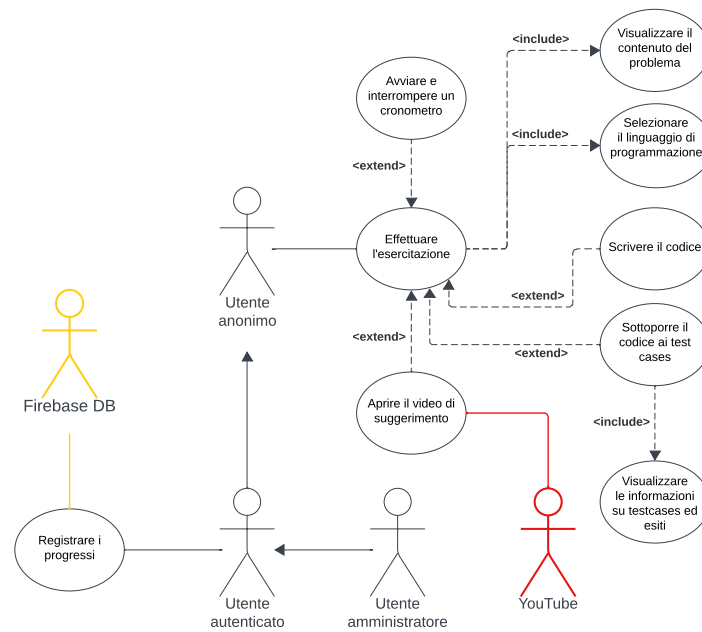 <include>
Visualizzare il
contenuto del
problema
Avviare e
interrompere un
cronometro
<include>
Selezionare
il linguaggio di
programmazione
<extend>
Effettuare
l'esercitazione
Scrivere il codice
<extend>
Utente
anonimo
<extend>
<extend>
Sottoporre il
codice ai test
cases
Firebase DB
Aprire il video di
suggerimento
<include>
Visualizzare
le informazioni
su testcases ed
esiti
Registrare i
progressi
Utente
autenticato
Utente
amministratore
YouTube